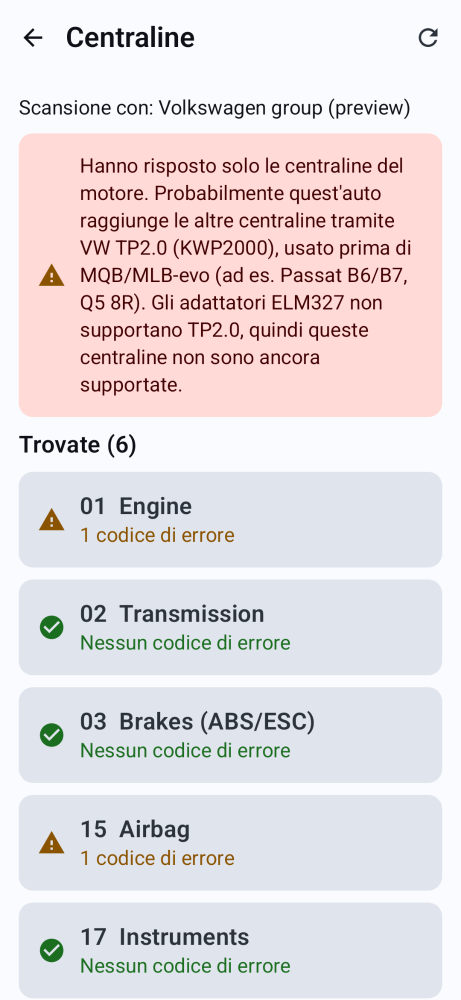 Centraline
Scansione con: Volkswagen group (preview)
Hanno risposto solo le centraline del
motore. Probabilmente quest'auto
raggiunge le altre centraline tramite
VW TP2.0 (KWP2000), usato prima di
MQB/MLB-evo (ad es. Passat B6/B7,
Q5 8R). Gli adattatori ELM327 non
supportano TP2.0, quindi queste
centraline non sono ancora
supportate.
Trovate (6)
01 Engine
1 codice di errore
02 Transmission
Nessun codice di errore
03 Brakes (ABS/ESC)
Nessun codice di errore
15 Airbag
1 codice di errore
17 Instruments
Nessun codice di errore